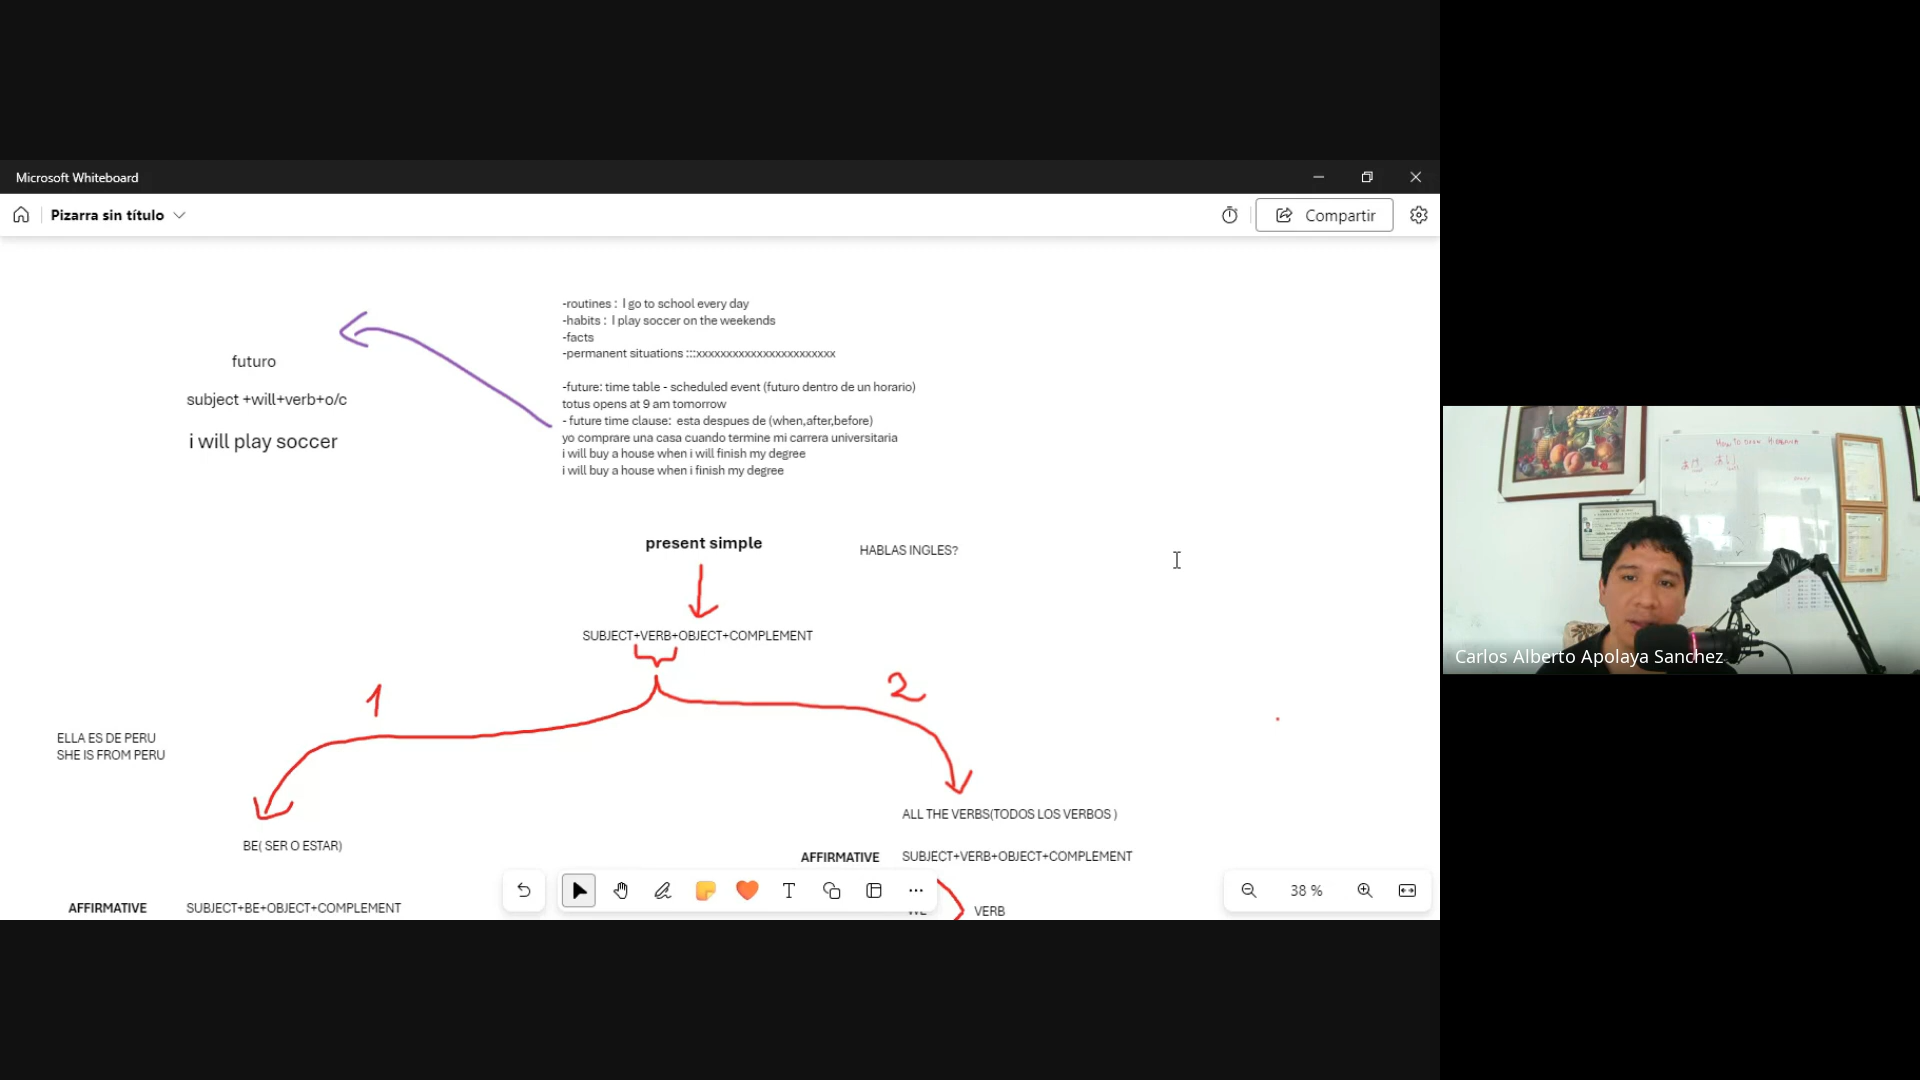 Microsoft Whiteboard
Pizarra sin título
Compartir
-routines : I go to school every day
-habits : I play soccer on the weekends
-facts
-permanent situations :::xxxxxxxxxxxxxxxxxxxxxxx
-future: time table - scheduled event (futuro dentro de un horario)
totus opens at 9 am tomorrow
- future time clause: esta despues de (when,after,before)
yo comprare una casa cuando termine mi carrera universitaria
i will buy a house when i will finish my degree
i will buy a house when i finish my degree
futuro
subject +will+verb+o/c
i will play soccer
present simple
HABLAS INGLES?
SUBJECT+VERB+OBJECT+COMPLEMENT
1
2
ELLA ES DE PERU
SHE IS FROM PERU
BE( SER O ESTAR)
ALL THE VERBS(TODOS LOS VERBOS )
AFFIRMATIVE SUBJECT+VERB+OBJECT+COMPLEMENT
AFFIRMATIVE SUBJECT+BE+OBJECT+COMPLEMENT
VERB
38 %
How to draw Hiragana
Carlos Alberto Apolaya Sanchez